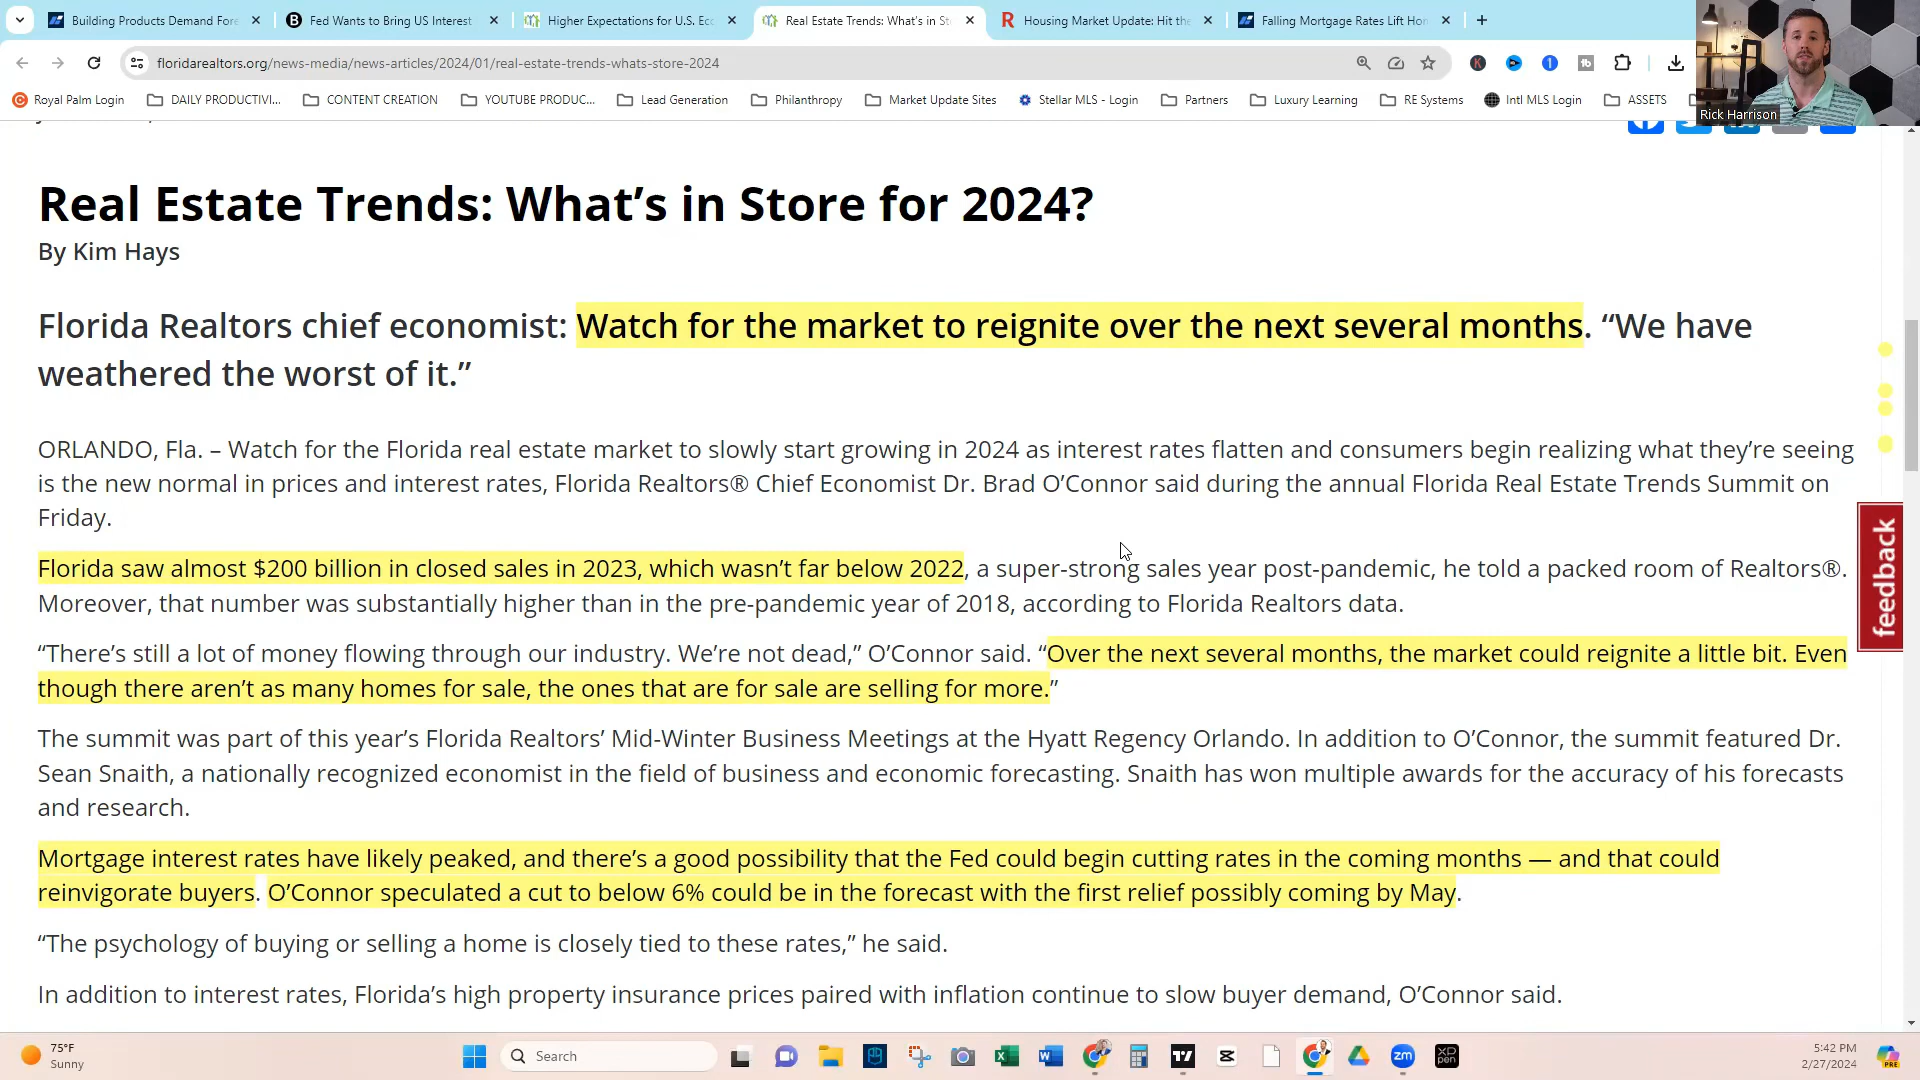 Building Products Demand Fore
Fed Wants to Bring US Interest
Higher Expectations for U.S. Ec
Real Estate Trends: What's in St
Housing Market Update: Hit the
Falling Mortgage Rates Lift Hom
floridarealtors.org/news-media/news-articles/2024/01/real-estate-trends-whats-store-2024
Royal Palm Login
DAILY PRODUCTIVI...
CONTENT CREATION
YOUTUBE PRODUC...
Lead Generation
Philanthropy
Market Update Sites
Stellar MLS - Login
Partners
Luxury Learning
RE Systems
Intl MLS Login
ASSETS
Rick Harrison
Real Estate Trends: What’s in Store for 2024?
By Kim Hays
Florida Realtors chief economist: Watch for the market to reignite over the next several months. “We have
weathered the worst of it.”
ORLANDO, Fla. – Watch for the Florida real estate market to slowly start growing in 2024 as interest rates flatten and consumers begin realizing what they’re seeing
is the new normal in prices and interest rates, Florida Realtors® Chief Economist Dr. Brad O’Connor said during the annual Florida Real Estate Trends Summit on
Friday.
Florida saw almost $200 billion in closed sales in 2023, which wasn’t far below 2022, a super-strong sales year post-pandemic, he told a packed room of Realtors®.
Moreover, that number was substantially higher than in the pre-pandemic year of 2018, according to Florida Realtors data.
“There’s still a lot of money flowing through our industry. We’re not dead,” O’Connor said. “Over the next several months, the market could reignite a little bit. Even
though there aren’t as many homes for sale, the ones that are for sale are selling for more.”
The summit was part of this year’s Florida Realtors’ Mid-Winter Business Meetings at the Hyatt Regency Orlando. In addition to O’Connor, the summit featured Dr.
Sean Snaith, a nationally recognized economist in the field of business and economic forecasting. Snaith has won multiple awards for the accuracy of his forecasts
and research.
Mortgage interest rates have likely peaked, and there’s a good possibility that the Fed could begin cutting rates in the coming months — and that could
reinvigorate buyers. O’Connor speculated a cut to below 6% could be in the forecast with the first relief possibly coming by May.
“The psychology of buying or selling a home is closely tied to these rates,” he said.
In addition to interest rates, Florida’s high property insurance prices paired with inflation continue to slow buyer demand, O’Connor said.
feedback
75°F
Sunny
Search
5:42 PM
2/27/2024